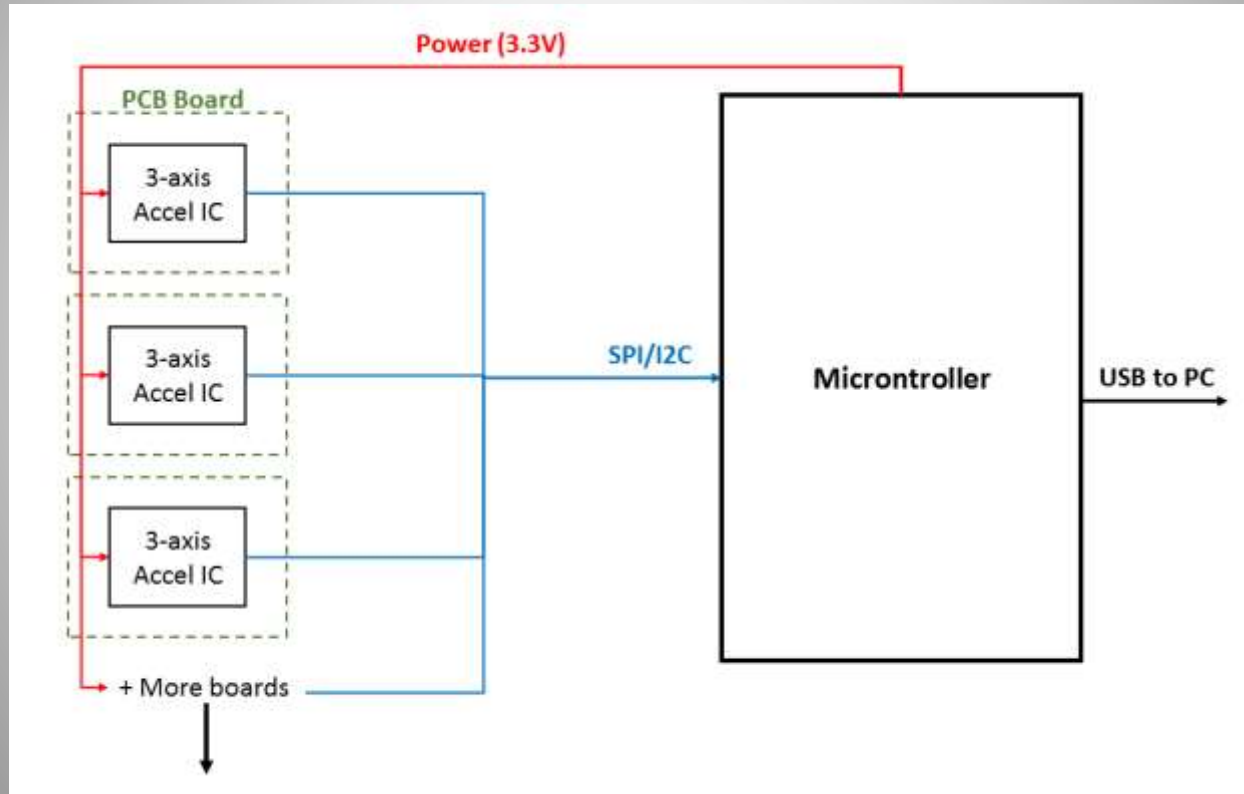 Power (3.3V)
PCB Board
3-axis
Accel IC
3-axis
Accel IC
SPI/I2C
Microntroller
USB to PC
3-axis
Accel IC
+ More boards